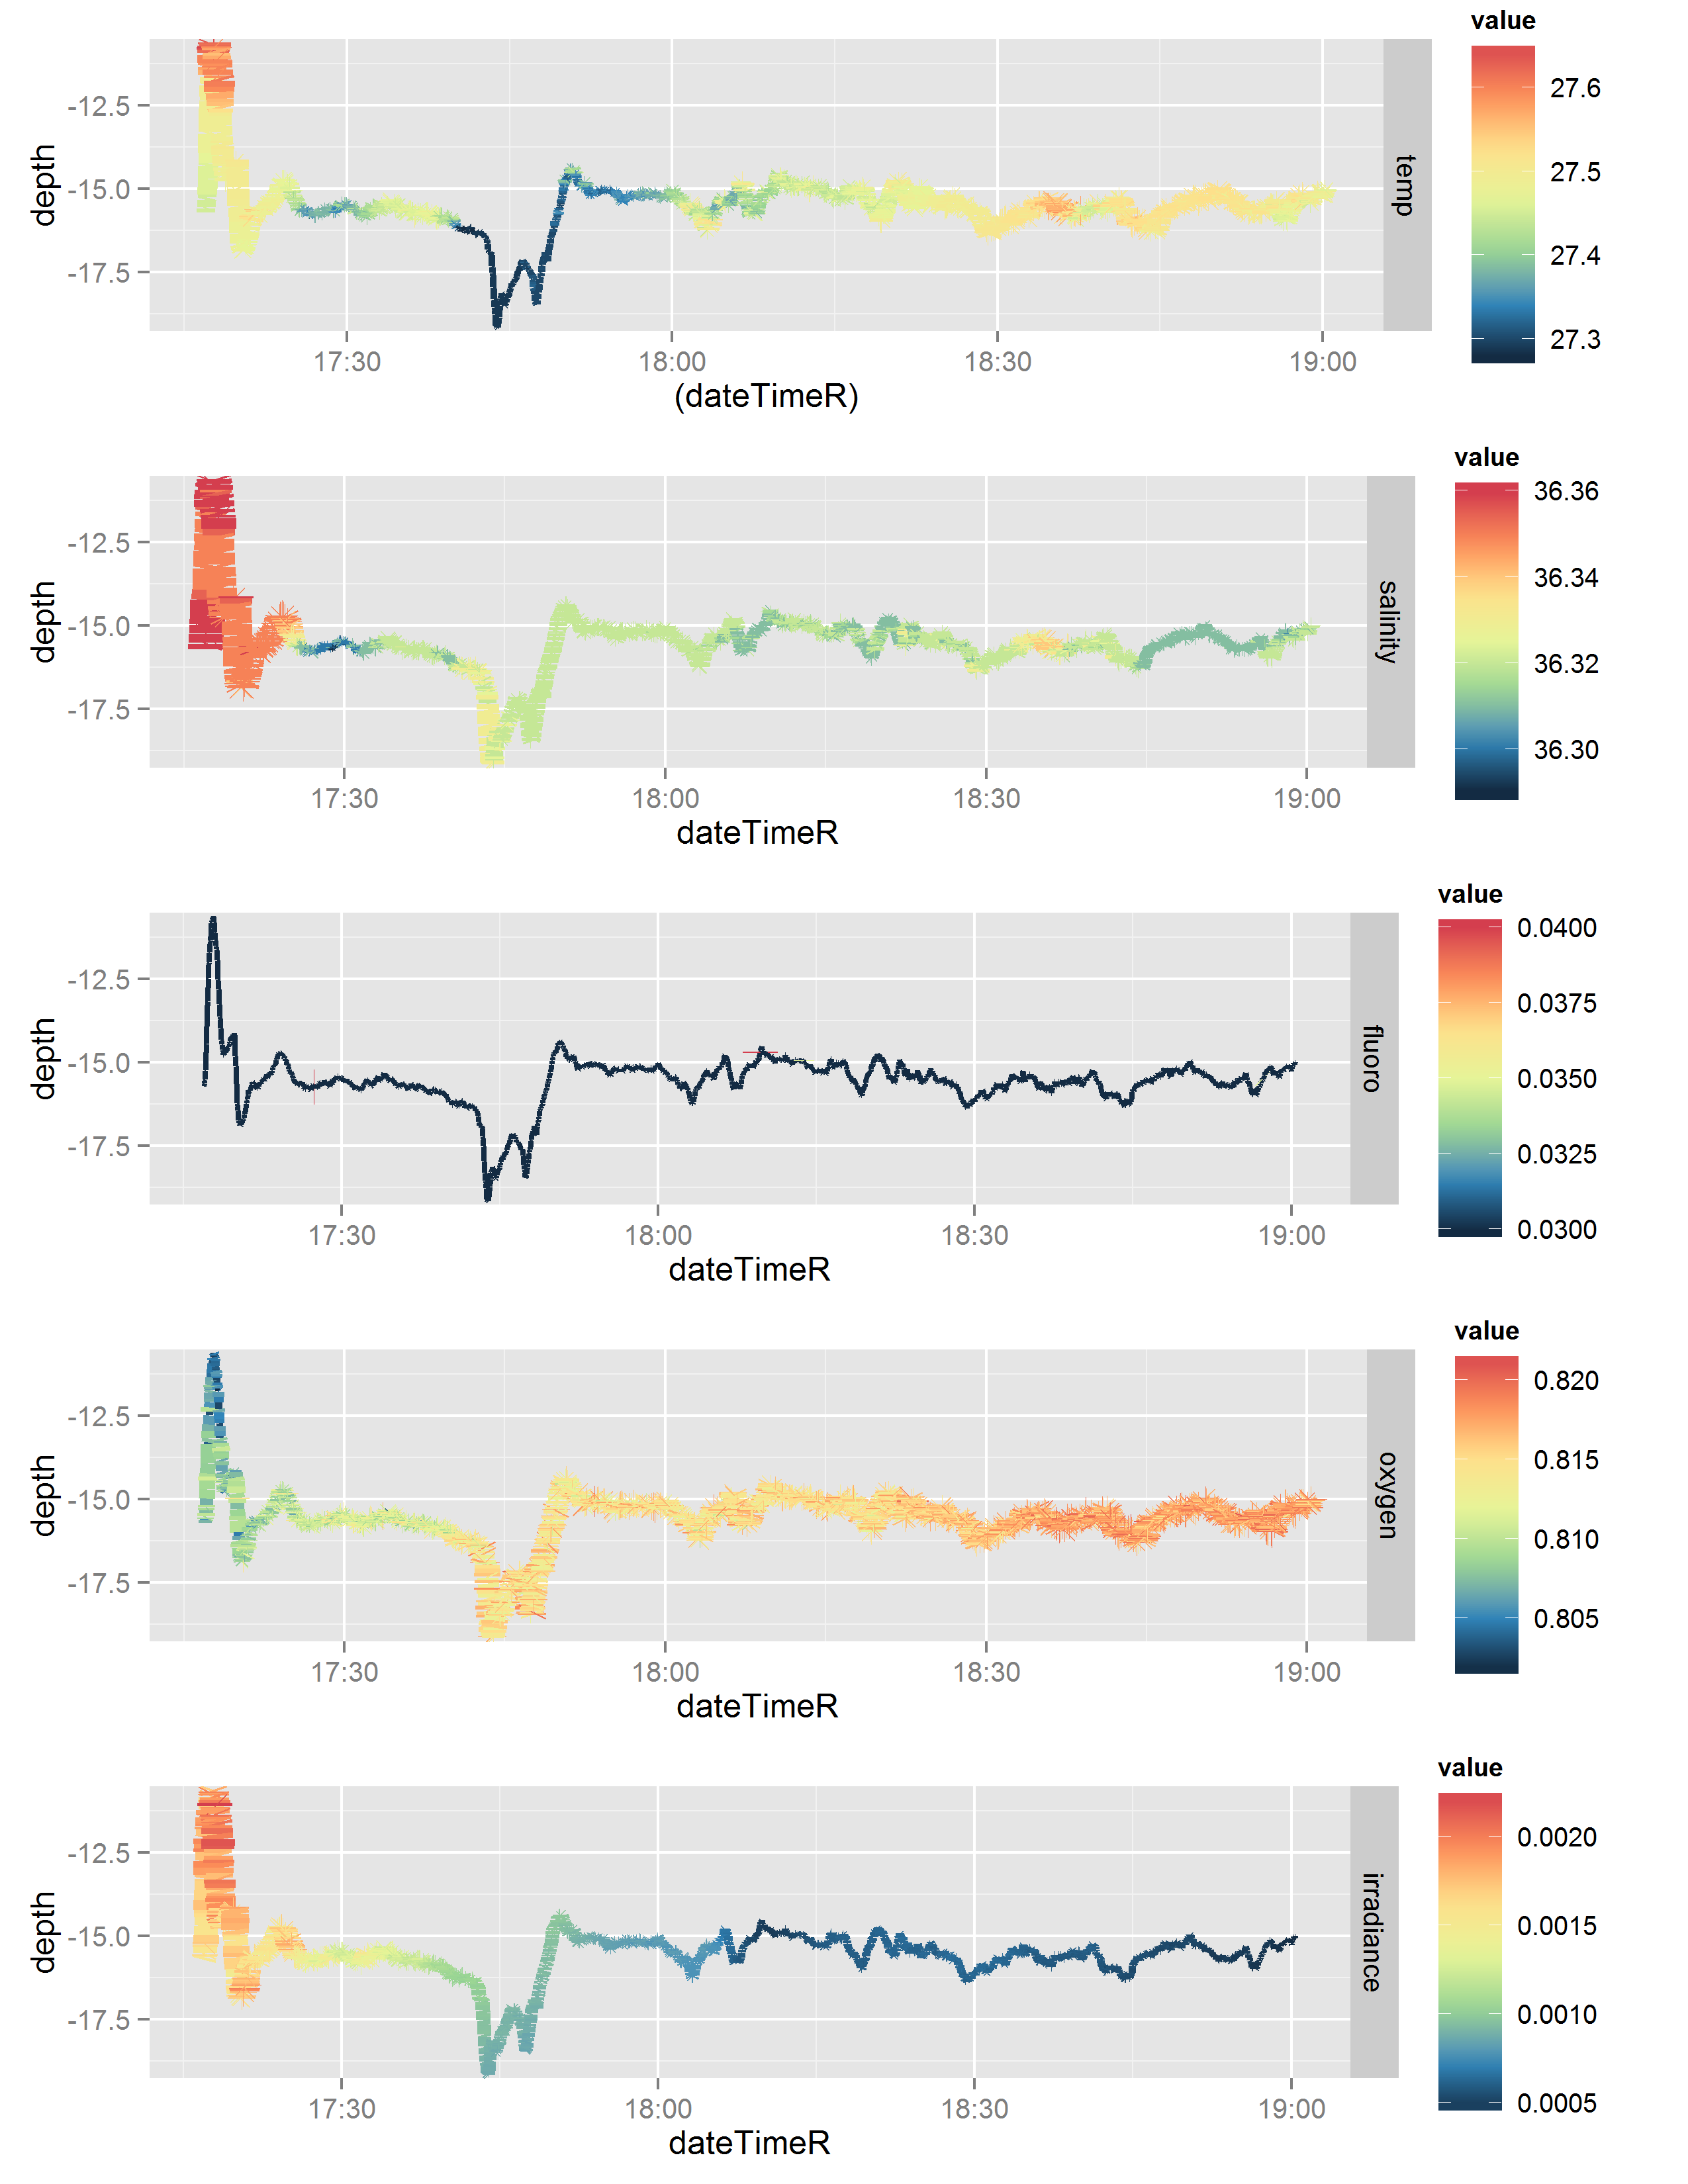 value
-12.5
-15.0
-17.5
depth
temp
27.6
27.5
27.4
27.3
17:30 18:00 18:30 19:00
(dateTimeR)
value
-12.5
-15.0
-17.5
depth
salinity
36.36
36.34
36.32
36.30
17:30 18:00 18:30 19:00
dateTimeR
value
-12.5
-15.0
-17.5
depth
fluoro
0.0400
0.0375
0.0350
0.0325
0.0300
17:30 18:00 18:30 19:00
dateTimeR
value
-12.5
-15.0
-17.5
depth
oxygen
0.820
0.815
0.810
0.805
17:30 18:00 18:30 19:00
dateTimeR
value
-12.5
-15.0
-17.5
depth
irradiance
0.0020
0.0015
0.0010
0.0005
17:30 18:00 18:30 19:00
dateTimeR